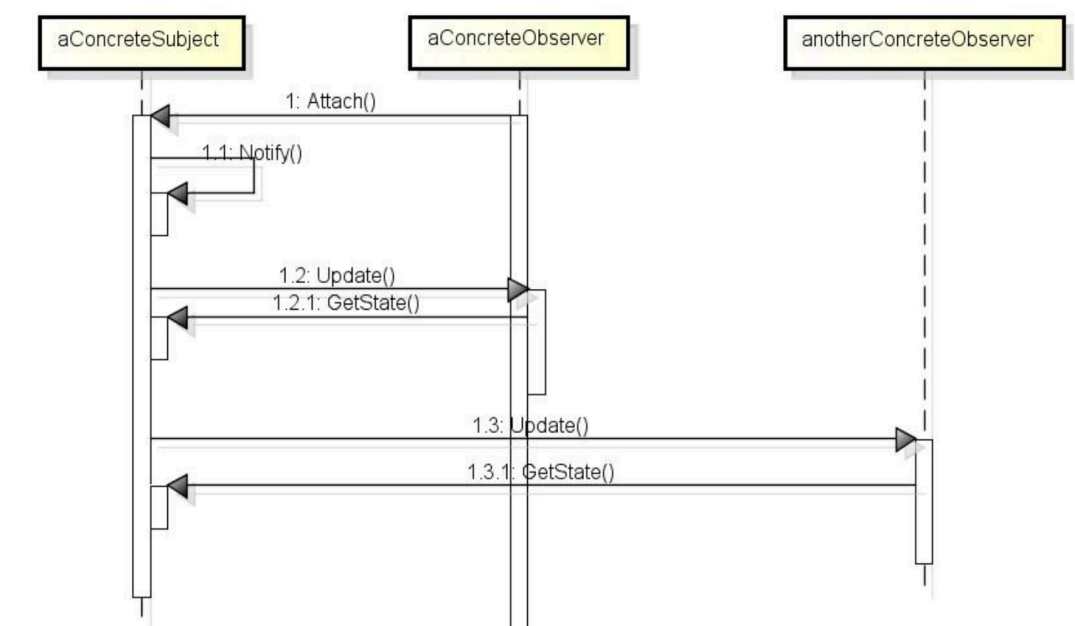 aConcreteSubject
aConcreteObserver
anotherConcreteObserver
1: Attach()
1.1: Notify()
1.2: Update()
1.2.1: GetState()
1.3: Update()
1.3.1: GetState()